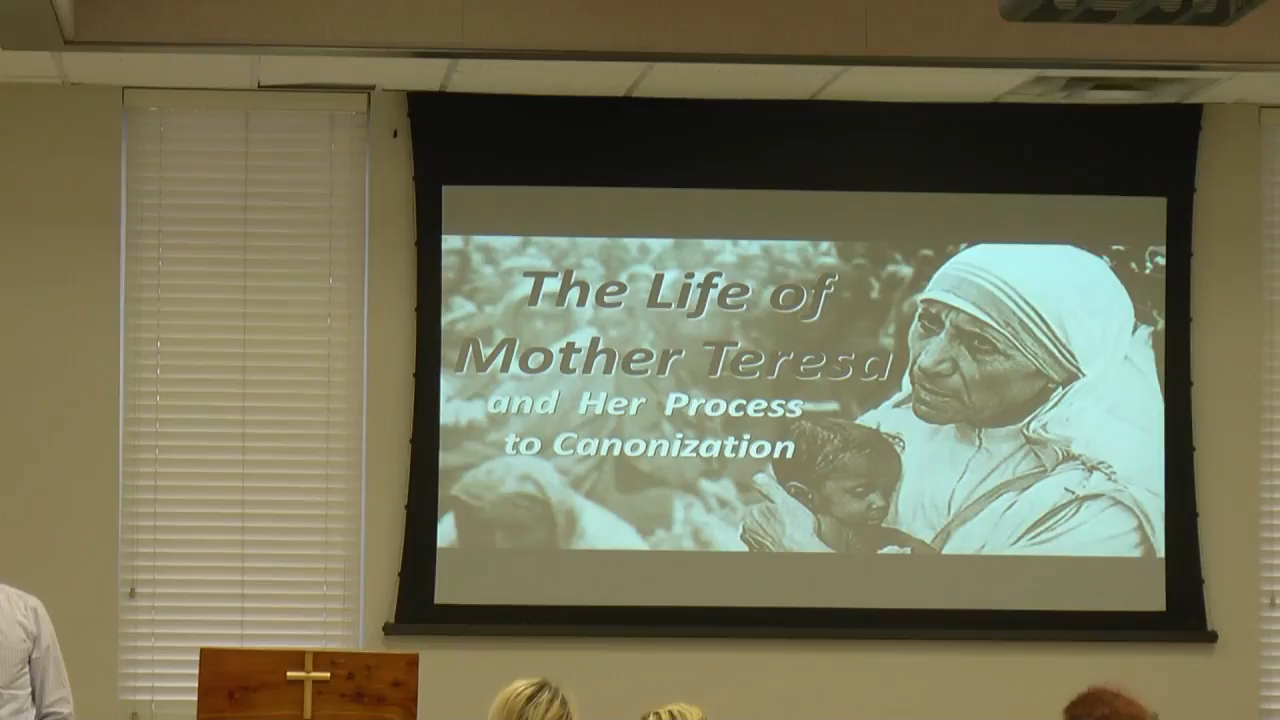 The Life of
Mother Teresa
and Her Process
to Canonization